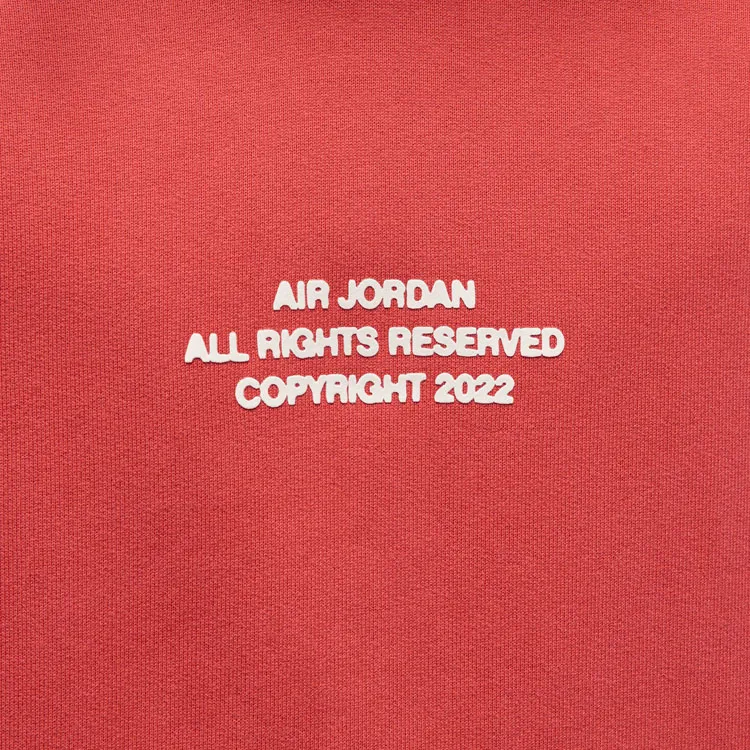 AIR JORDAN
ALL RIGHTS RESERVED
COPYRIGHT 2022